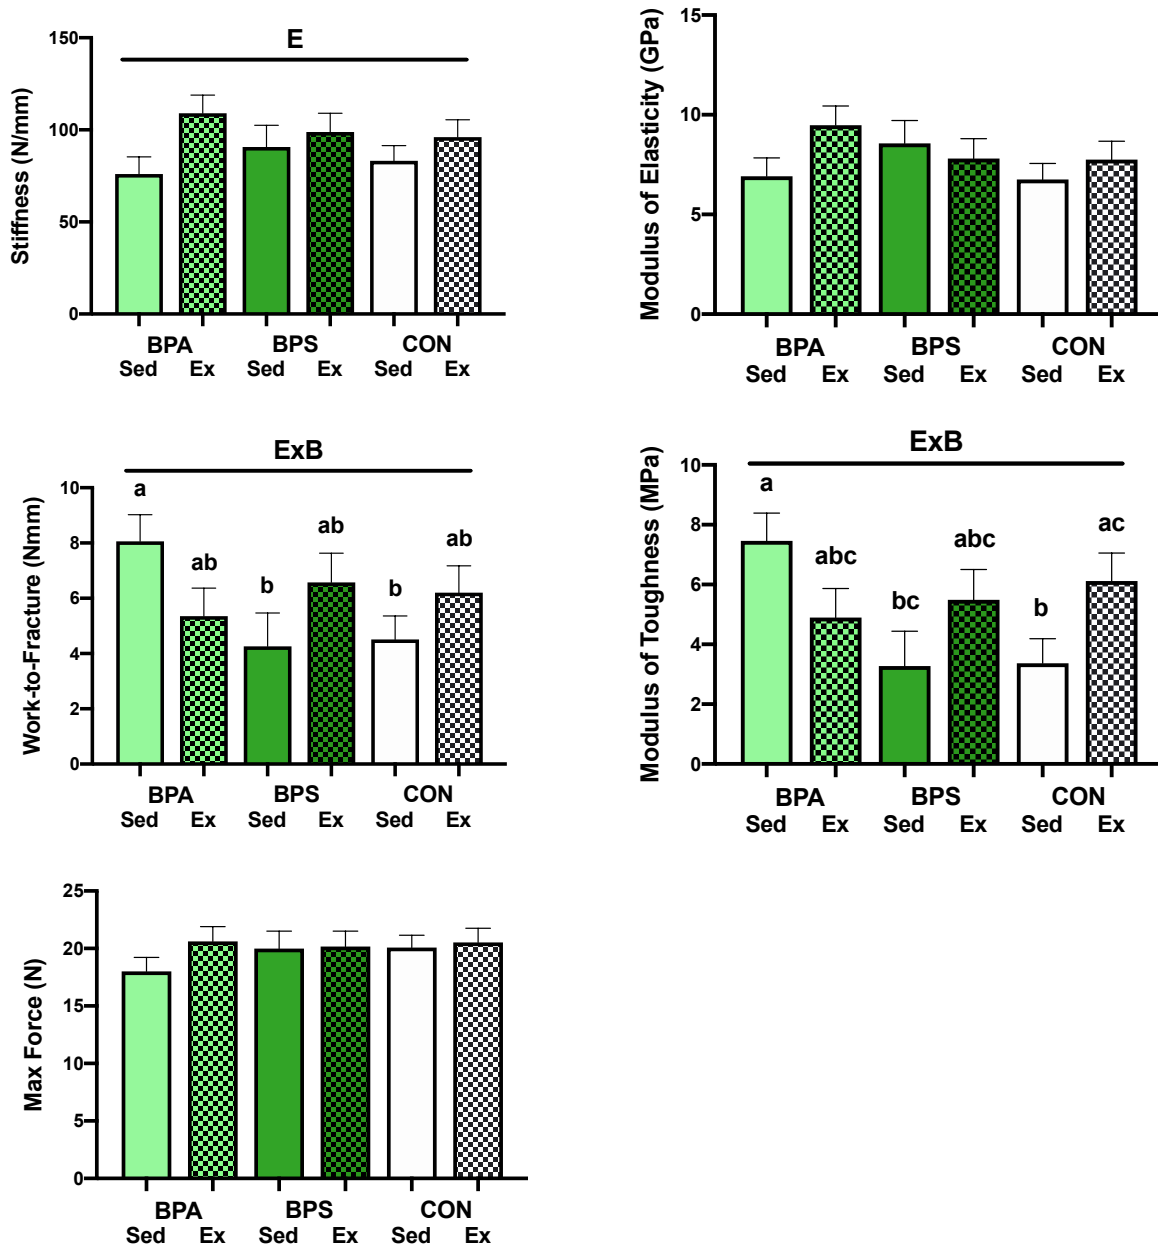 Stiffness (N/mm)
150
100
50
0
E
BPA BPS CON
Sed Ex Sed Ex Sed Ex
Modulus of Elasticity (GPa)
15
10
5
0
BPA BPS CON
Sed Ex Sed Ex Sed Ex
Work-to-Fracture (Nmm)
10
8
6
4
2
0
ExB
a
ab
b
ab
b
ab
BPA BPS CON
Sed Ex Sed Ex Sed Ex
Modulus of Toughness (MPa)
10
8
6
4
2
0
ExB
a
abc
bc
abc
b
ac
BPA BPS CON
Sed Ex Sed Ex Sed Ex
Max Force (N)
25
20
15
10
5
0
BPA BPS CON
Sed Ex Sed Ex Sed Ex